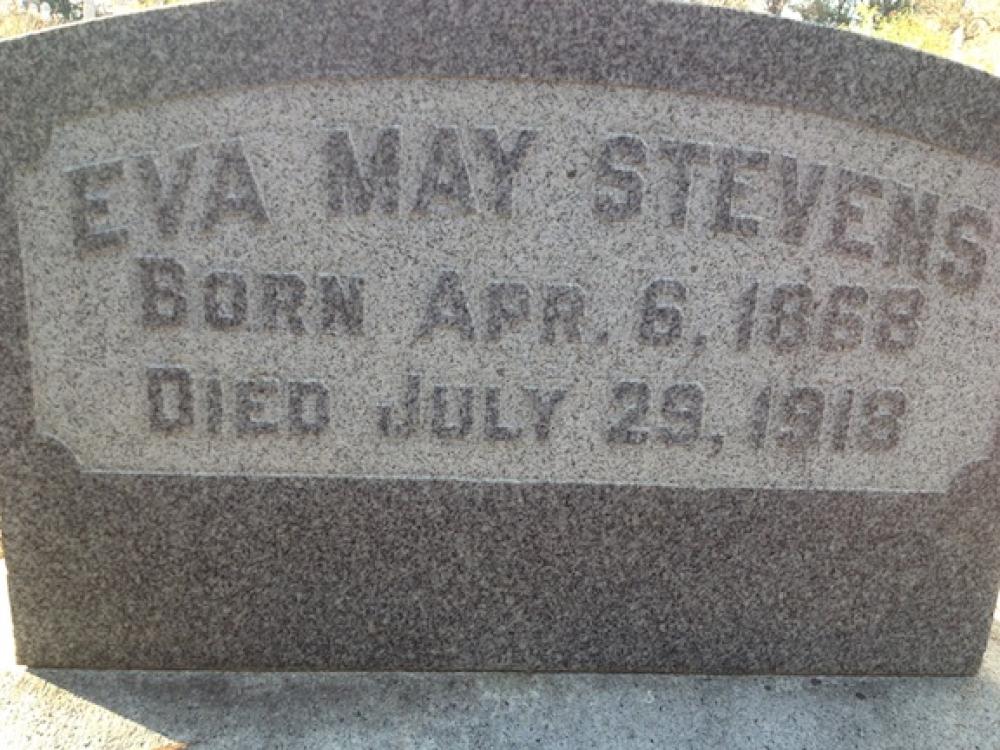 EVA MAY STEVENS
BORN APR. 6, 1868
DIED JULY 29, 1918